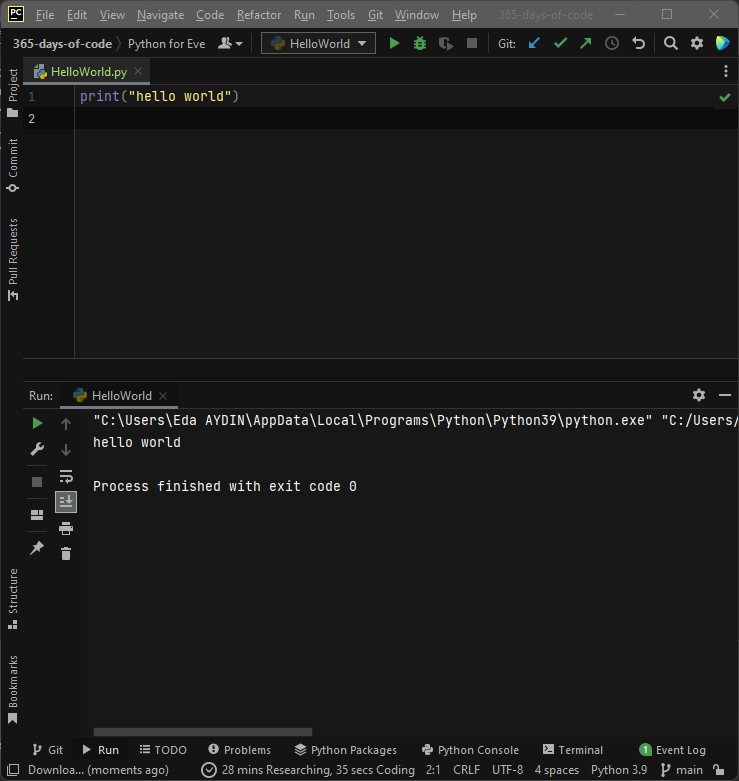 PC File Edit View Navigate Code Refactor Run Tools Git Window Help 365-days-of-code
365-days-of-code Python for Eve HelloWorld Git:
Project
Commit
Pull Requests
HelloWorld.py
1 print("hello world")
2
Run: HelloWorld
"C:\Users\Eda AYDIN\AppData\Local\Programs\Python\Python39\python.exe" "C:/Users/
hello world
Process finished with exit code 0
Structure
Bookmarks
Git Run TODO Problems Python Packages Python Console Terminal 1 Event Log
Downloa... (moments ago) 28 mins Researching, 35 secs Coding 2:1 CRLF UTF-8 4 spaces Python 3.9 main